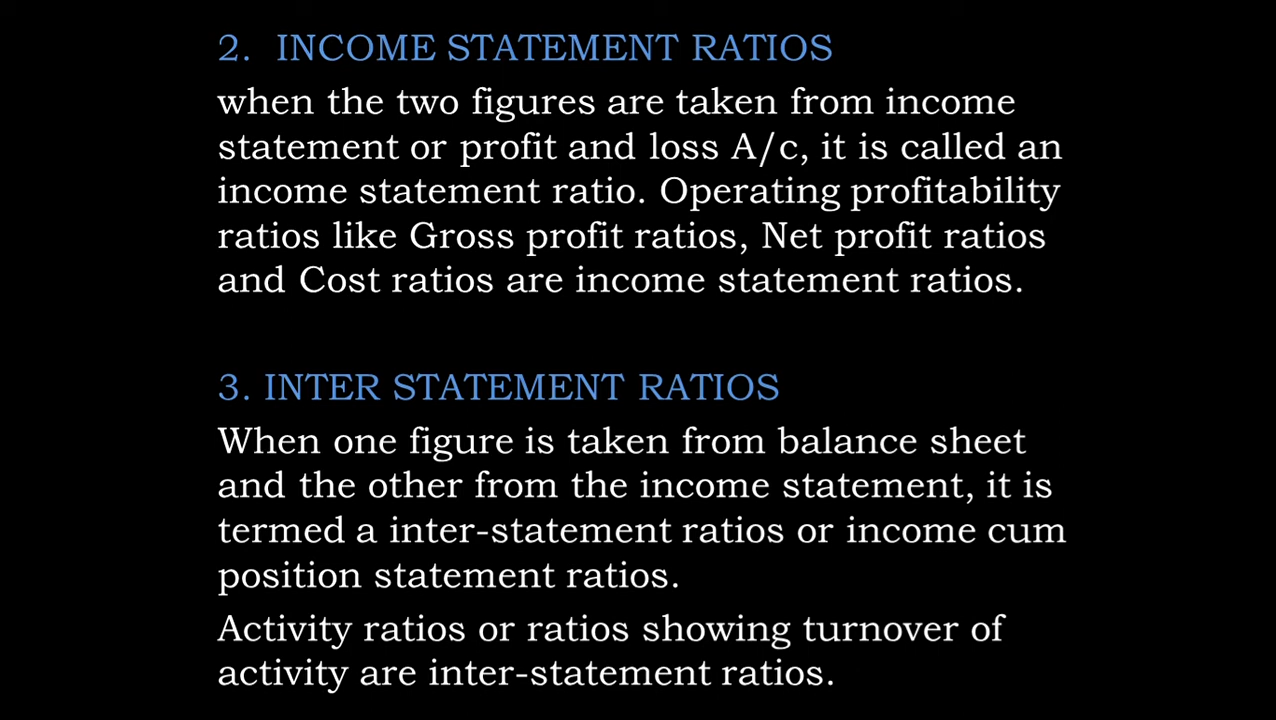 2. INCOME STATEMENT RATIOS
when the two figures are taken from income
statement or profit and loss A/c, it is called an
income statement ratio. Operating profitability
ratios like Gross profit ratios, Net profit ratios
and Cost ratios are income statement ratios.
3. INTER STATEMENT RATIOS
When one figure is taken from balance sheet
and the other from the income statement, it is
termed a inter-statement ratios or income cum
position statement ratios.
Activity ratios or ratios showing turnover of
activity are inter-statement ratios.